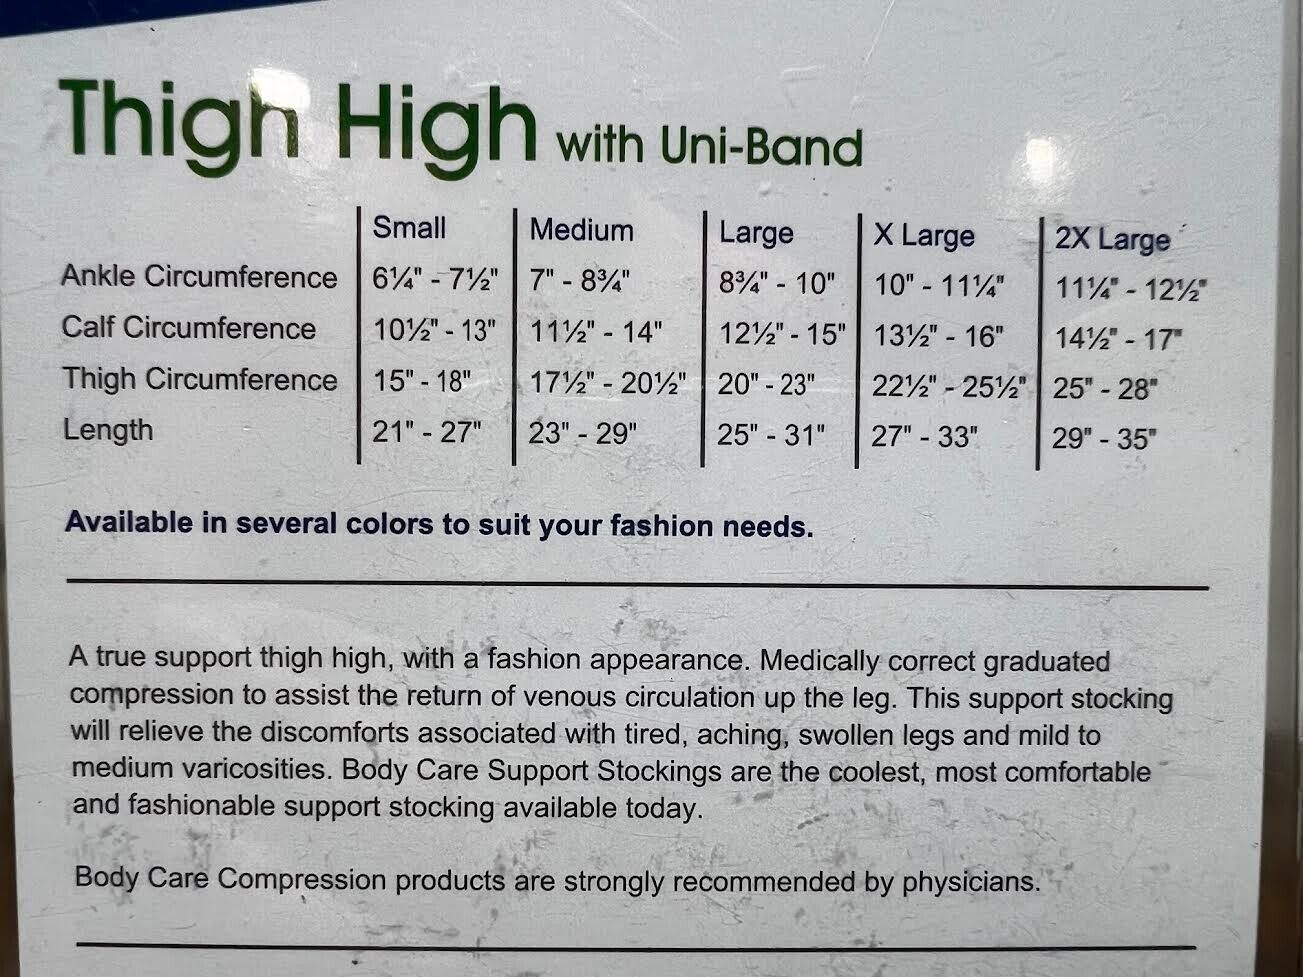 Thigh High with Uni-Band
Small Medium Large X Large 2X Large
Ankle Circumference 6¼" - 7½" 7" - 8¾" 8¾" - 10" 10" - 11¼" 11¼" - 12½"
Calf Circumference 10½" - 13" 11½" - 14" 12½" - 15" 13½" - 16" 14½" - 17"
Thigh Circumference 15" - 18" 17½" - 20½" 20" - 23" 22½" - 25½" 25" - 28"
Length 21" - 27" 23" - 29" 25" - 31" 27" - 33" 29" - 35"
Available in several colors to suit your fashion needs.
A true support thigh high, with a fashion appearance. Medically correct graduated
compression to assist the return of venous circulation up the leg. This support stocking
will relieve the discomforts associated with tired, aching, swollen legs and mild to
medium varicosities. Body Care Support Stockings are the coolest, most comfortable
and fashionable support stocking available today.
Body Care Compression products are strongly recommended by physicians.